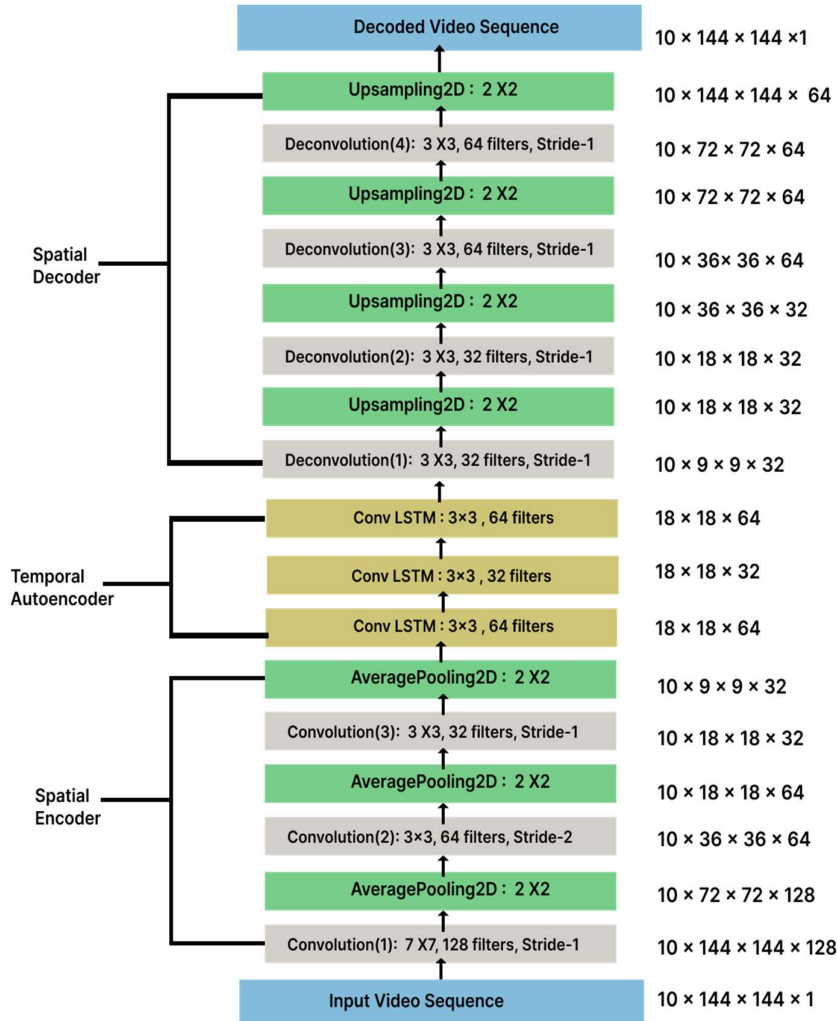 Decoded Video Sequence
10 × 144 × 144 ×1
Upsampling2D : 2 X2
10 × 144 × 144 × 64
Deconvolution(4): 3 X3, 64 filters, Stride-1
10 × 72 × 72 × 64
Upsampling2D : 2 X2
10 × 72 × 72 × 64
Deconvolution(3): 3 X3, 64 filters, Stride-1
10 × 36× 36 × 64
Spatial
Decoder
Upsampling2D : 2 X2
10 × 36 × 36 × 32
Deconvolution(2): 3 X3, 32 filters, Stride-1
10 × 18 × 18 × 32
Upsampling2D : 2 X2
10 × 18 × 18 × 32
Deconvolution(1): 3 X3, 32 filters, Stride-1
10 × 9 × 9 × 32
Conv LSTM : 3×3 , 64 filters
18 × 18 × 64
Temporal
Autoencoder
Conv LSTM : 3×3 , 32 filters
18 × 18 × 32
Conv LSTM : 3×3 , 64 filters
18 × 18 × 64
AveragePooling2D : 2 X2
10 × 9 × 9 × 32
Convolution(3): 3 X3, 32 filters, Stride-1
10 × 18 × 18 × 32
AveragePooling2D : 2 X2
10 × 18 × 18 × 64
Spatial
Encoder
Convolution(2): 3×3, 64 filters, Stride-2
10 × 36 × 36 × 64
AveragePooling2D : 2 X2
10 × 72 × 72 × 128
Convolution(1): 7 X7, 128 filters, Stride-1
10 × 144 × 144 × 128
Input Video Sequence
10 × 144 × 144 × 1